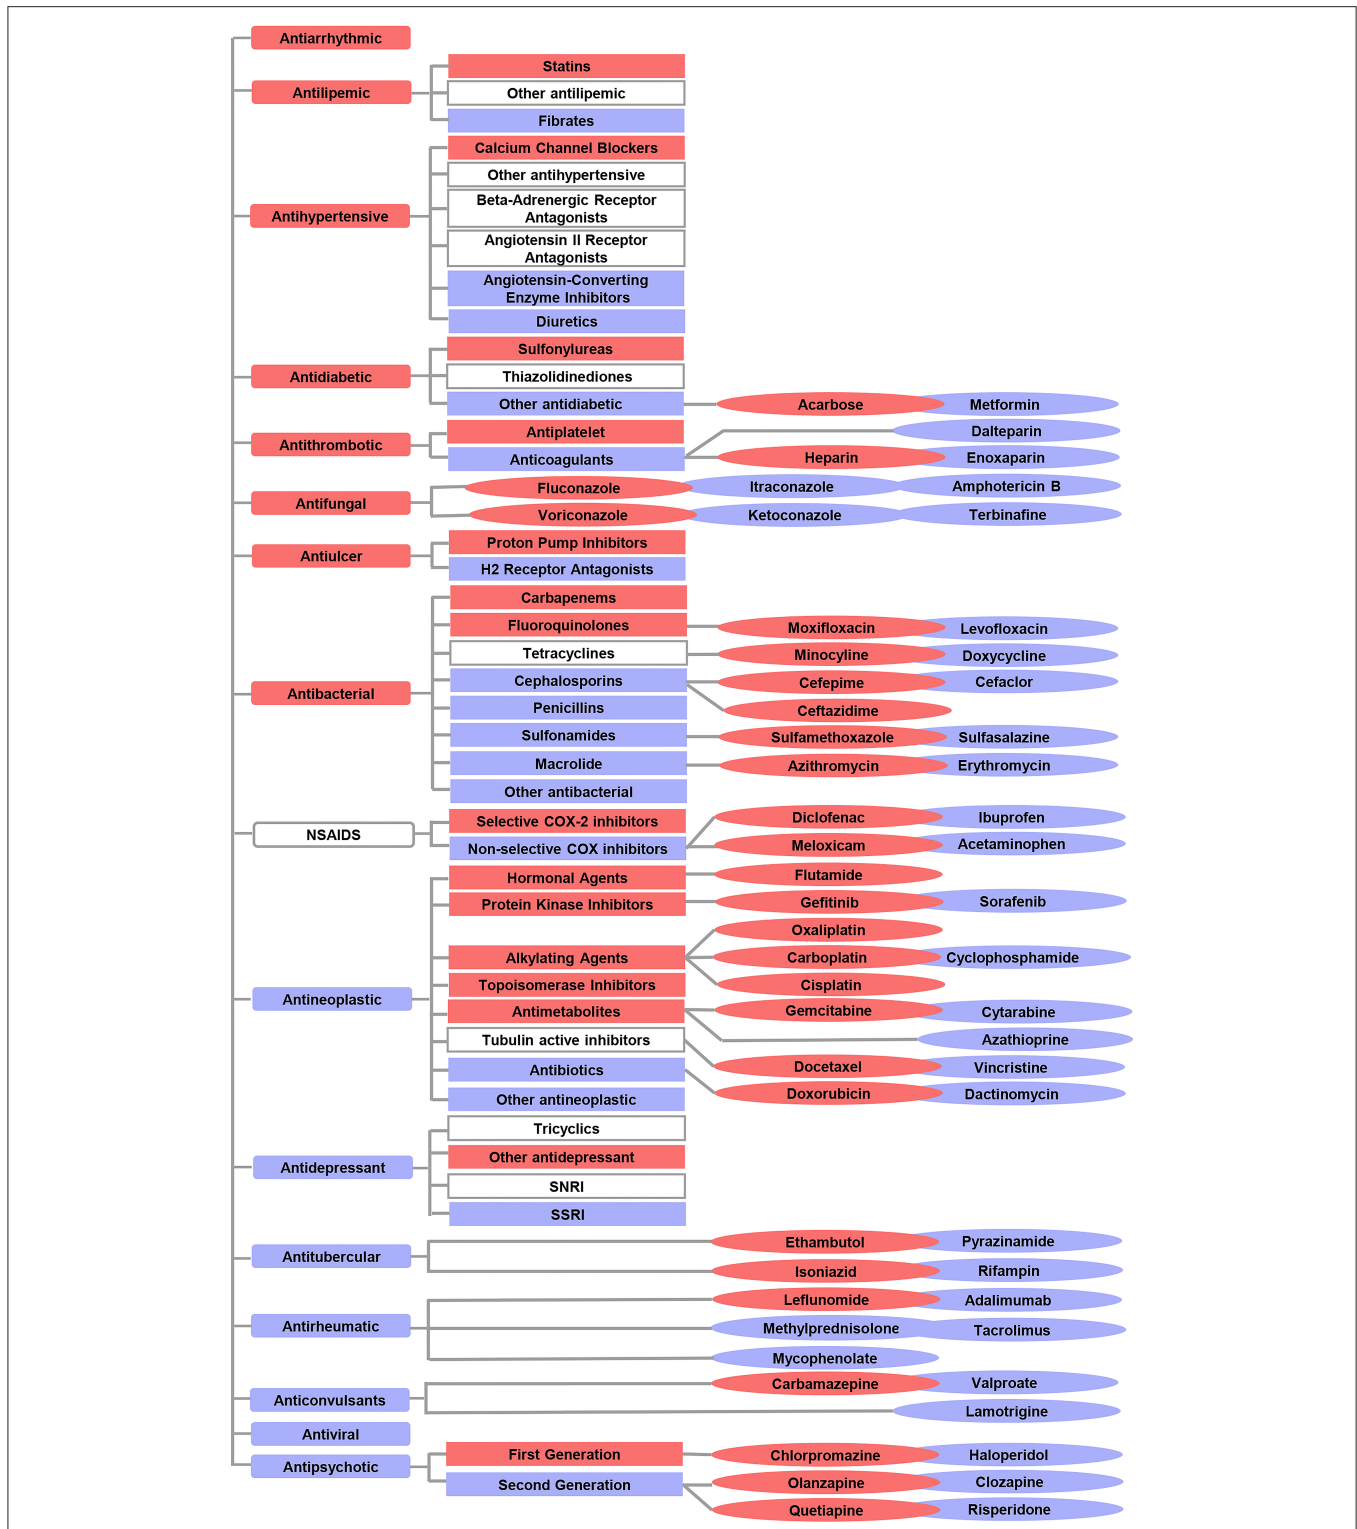 Antiarrhythmic
Statins
Antilipemic
Other antilipemic
Fibrates
Calcium Channel Blockers
Other antihypertensive
Beta-Adrenergic Receptor
Antagonists
Antihypertensive
Angiotensin II Receptor
Antagonists
Angiotensin-Converting
Enzyme Inhibitors
Diuretics
Sulfonylureas
Antidiabetic
Thiazolidinediones
Other antidiabetic
Acarbose
Metformin
Antithrombotic
Antiplatelet
Dalteparin
Anticoagulants
Heparin
Enoxaparin
Antifungal
Fluconazole
Itraconazole
Amphotericin B
Voriconazole
Ketoconazole
Terbinafine
Antiulcer
Proton Pump Inhibitors
H2 Receptor Antagonists
Carbapenems
Fluoroquinolones
Moxifloxacin
Levofloxacin
Tetracyclines
Minocyline
Doxycycline
Antibacterial
Cephalosporins
Cefepime
Cefaclor
Penicillins
Ceftazidime
Sulfonamides
Sulfamethoxazole
Sulfasalazine
Macrolide
Azithromycin
Erythromycin
Other antibacterial
NSAIDS
Selective COX-2 inhibitors
Diclofenac
Ibuprofen
Non-selective COX inhibitors
Meloxicam
Acetaminophen
Hormonal Agents
Flutamide
Protein Kinase Inhibitors
Gefitinib
Sorafenib
Oxaliplatin
Alkylating Agents
Carboplatin
Cyclophosphamide
Topoisomerase Inhibitors
Cisplatin
Antineoplastic
Antimetabolites
Gemcitabine
Cytarabine
Tubulin active inhibitors
Azathioprine
Antibiotics
Docetaxel
Vincristine
Other antineoplastic
Doxorubicin
Dactinomycin
Tricyclics
Antidepressant
Other antidepressant
SNRI
SSRI
Antitubercular
Ethambutol
Pyrazinamide
Isoniazid
Rifampin
Antirheumatic
Leflunomide
Adalimumab
Methylprednisolone
Tacrolimus
Mycophenolate
Anticonvulsants
Carbamazepine
Valproate
Lamotrigine
Antiviral
Antipsychotic
First Generation
Chlorpromazine
Haloperidol
Second Generation
Olanzapine
Clozapine
Quetiapine
Risperidone